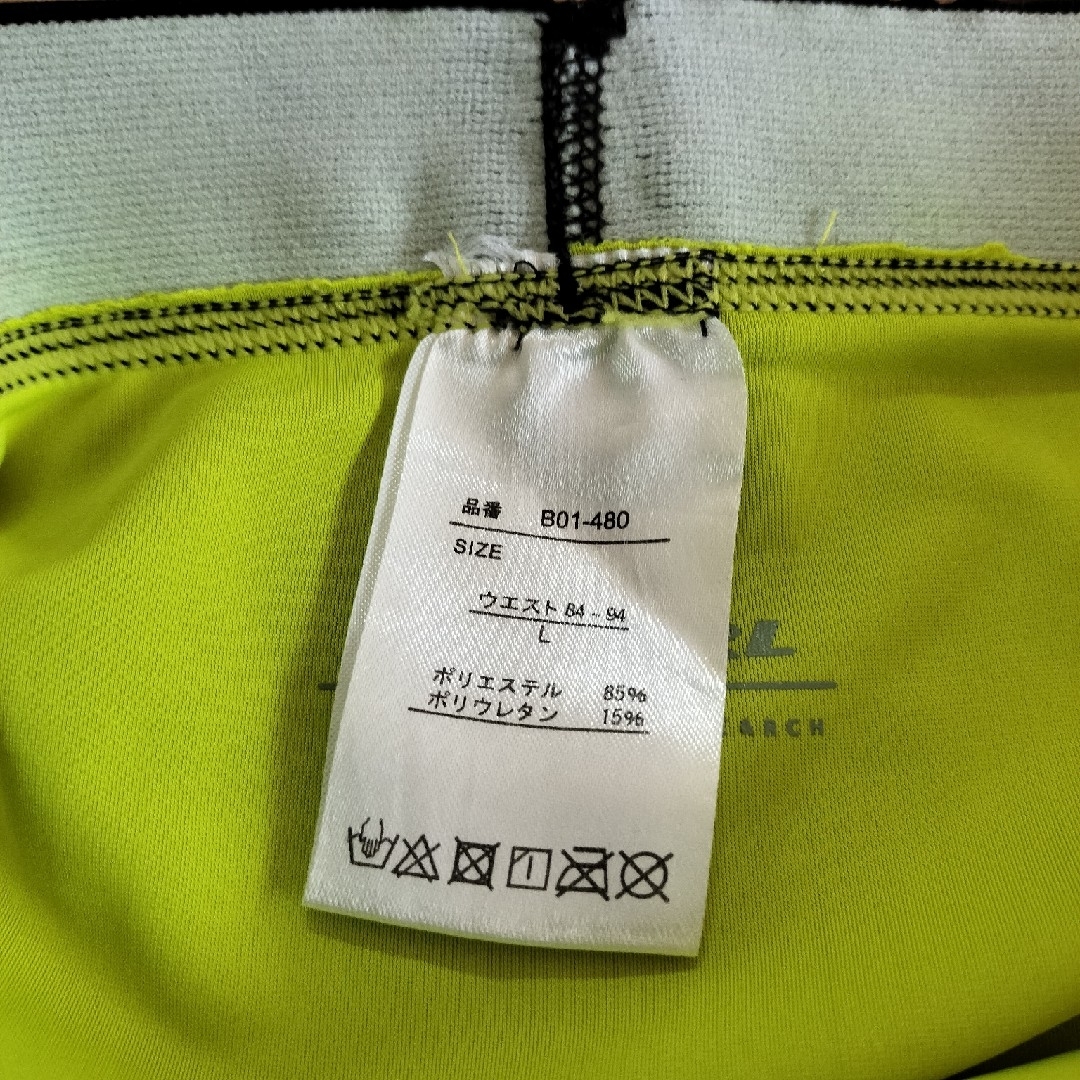 品番 B01-480
SIZE
ウエスト 84 - 94
L
ポリエステル 85%
ポリウレタン 15%